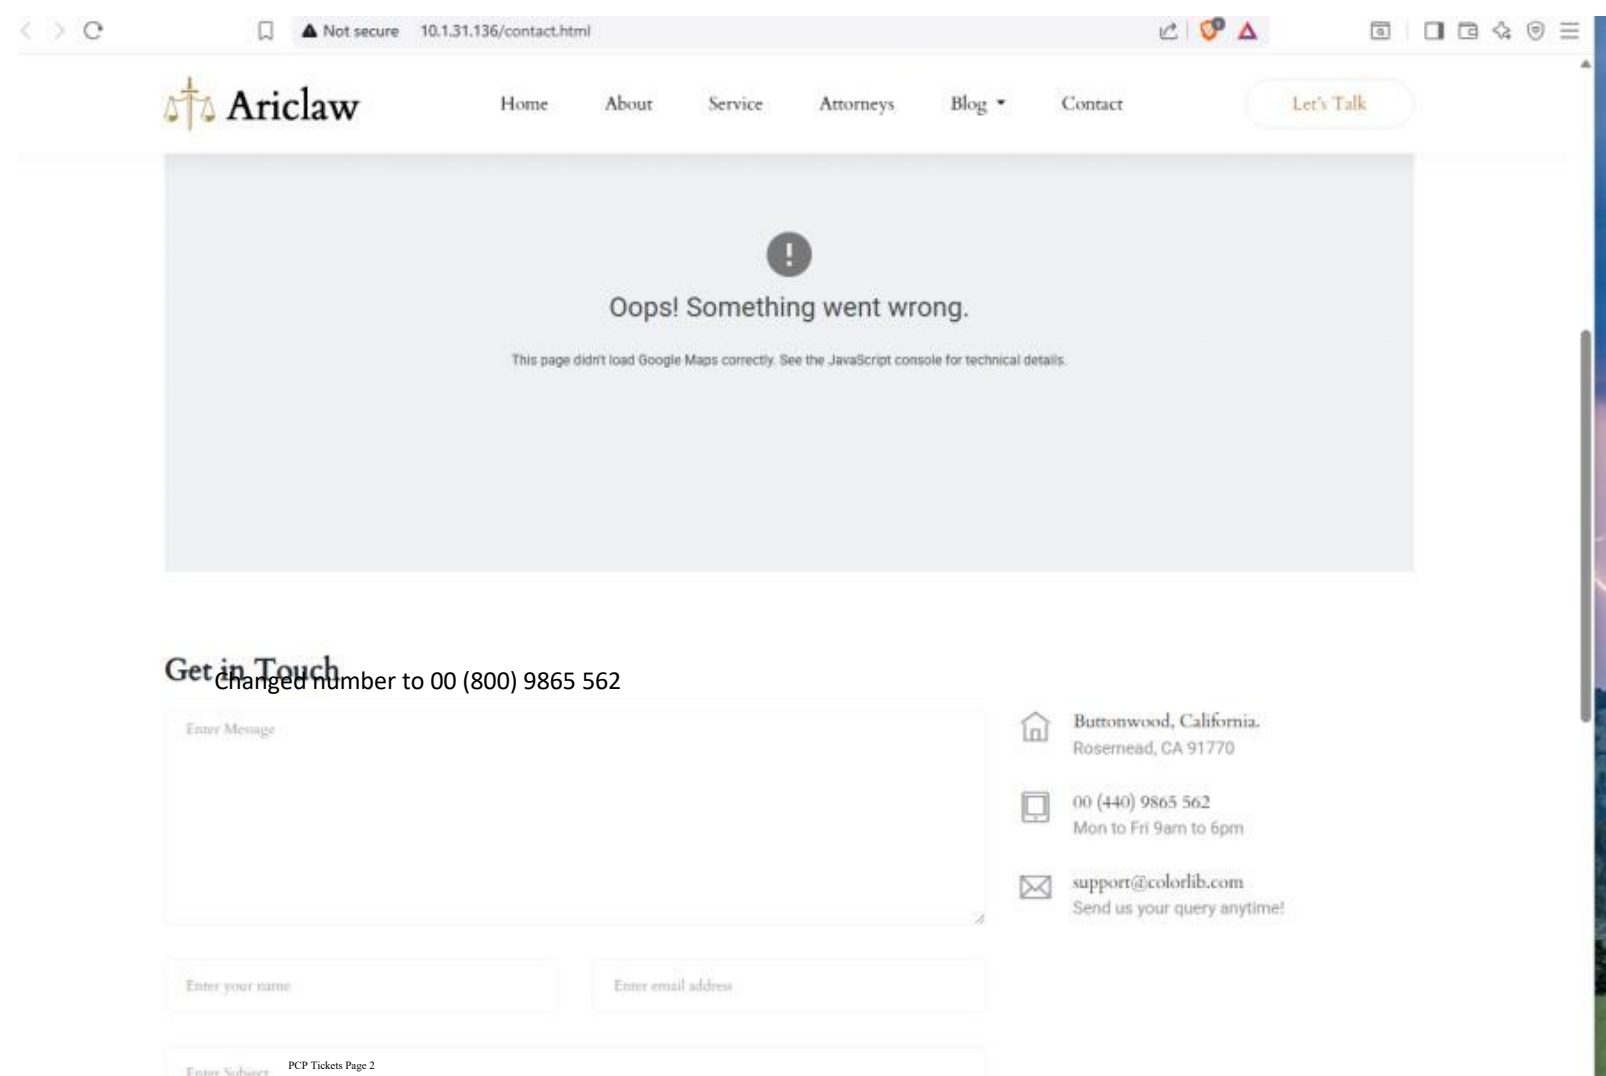 Not secure 10.1.31.136/contact.html
Ariclaw Home About Service Attorneys Blog Contact Let's Talk
Oops! Something went wrong.
This page didn't load Google Maps correctly. See the JavaScript console for technical details.
Get in Touch
Changed number to 00 (800) 9865 562
Enter Message
Buttonwood, California.
Rosemead, CA 91770
00 (440) 9865 562
Mon to Fri 9am to 6pm
support@colorlib.com
Send us your query anytime!
Enter your name Enter email address
Enter Subject
PCP Tickets Page 2